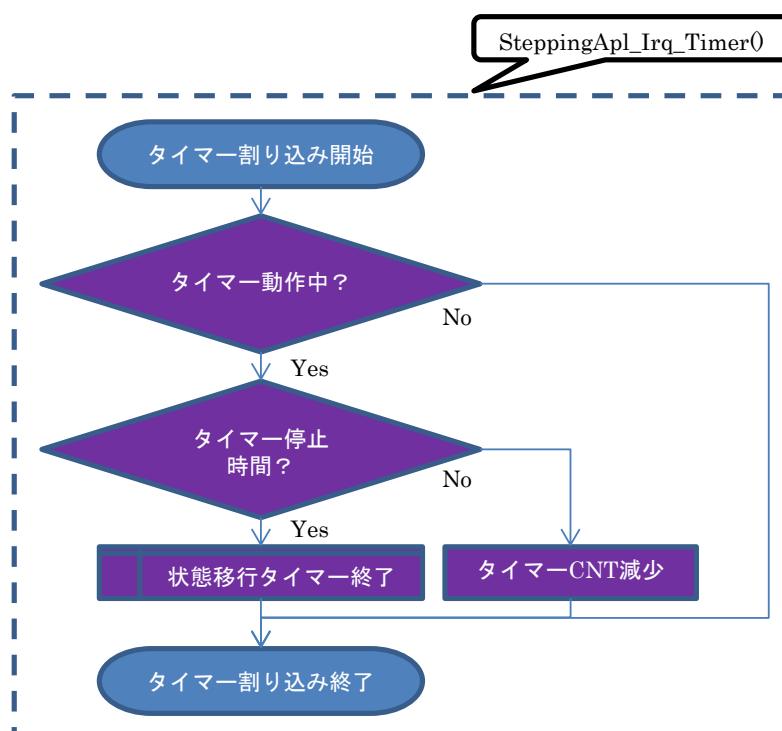 SteppingApl_Irq_Timer()
タイマー割り込み開始
タイマー動作中？
No
Yes
タイマー停止
時間？
No
Yes
状態移行タイマー終了
タイマーCNT減少
タイマー割り込み終了